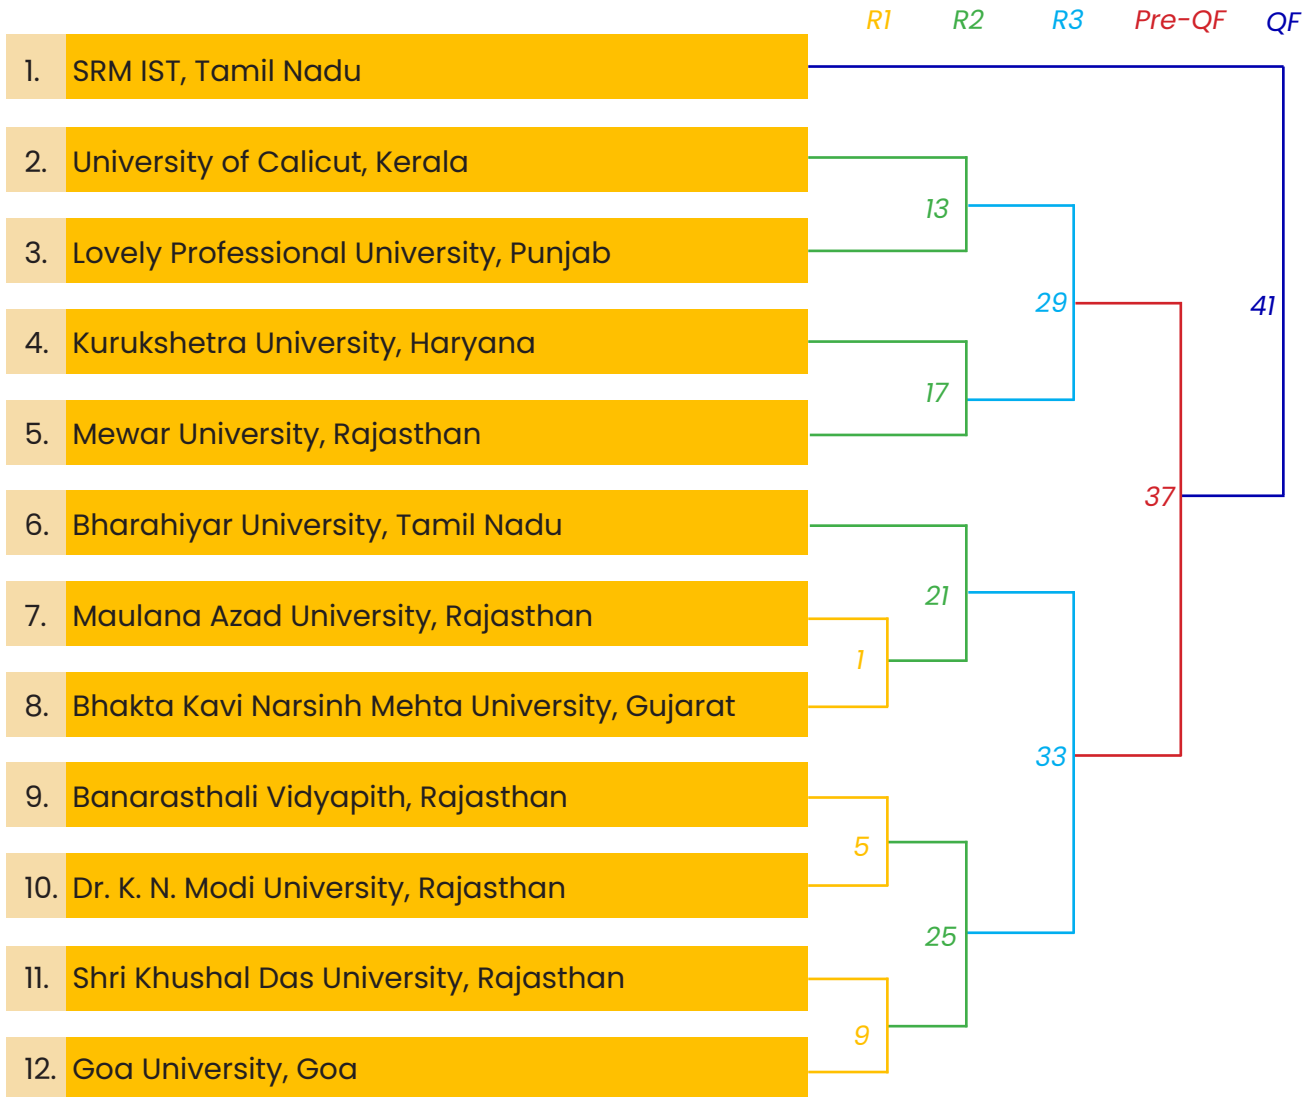 R1 R2 R3 Pre-QF QF
1. SRM IST, Tamil Nadu
2. University of Calicut, Kerala
13
3. Lovely Professional University, Punjab
29
41
4. Kurukshetra University, Haryana
17
5. Mewar University, Rajasthan
37
6. Bharahiyar University, Tamil Nadu
21
7. Maulana Azad University, Rajasthan
1
8. Bhakta Kavi Narsinh Mehta University, Gujarat
33
9. Banarasthali Vidyapith, Rajasthan
5
10. Dr. K. N. Modi University, Rajasthan
25
11. Shri Khushal Das University, Rajasthan
9
12. Goa University, Goa